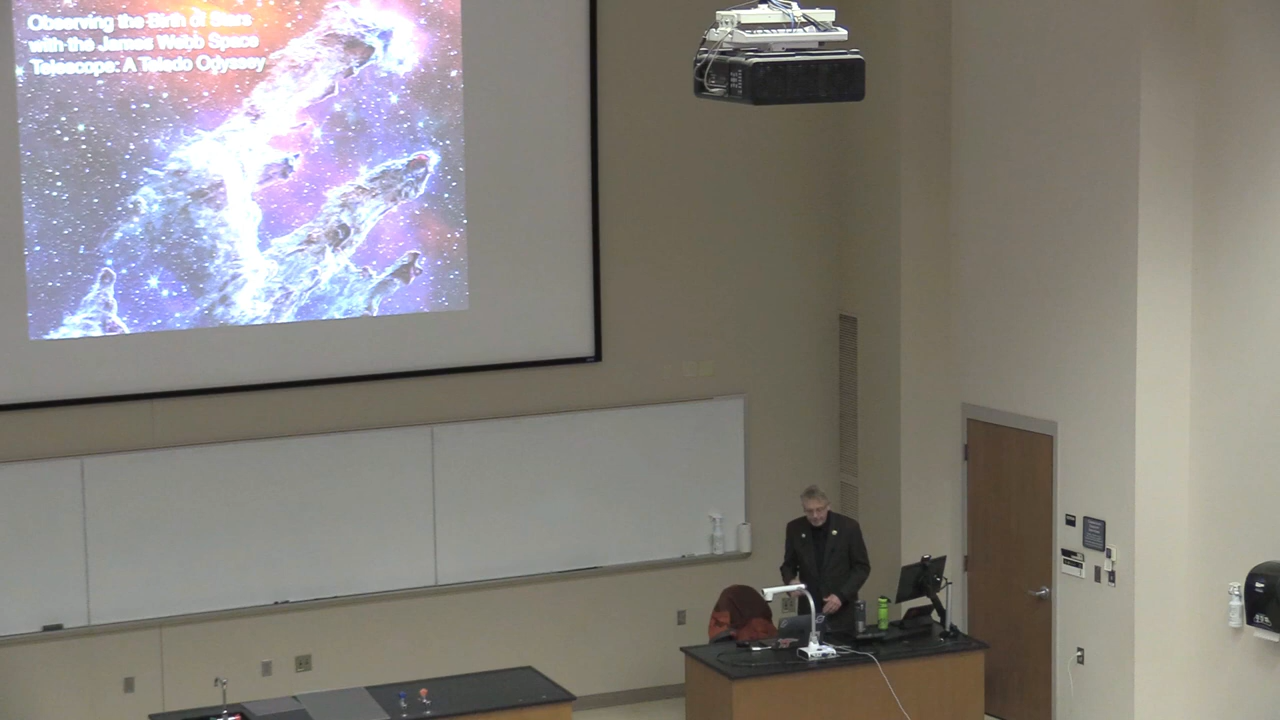 Observing the Birth of Stars
with the James Webb Space
Telescope: A Toledo Odyssey